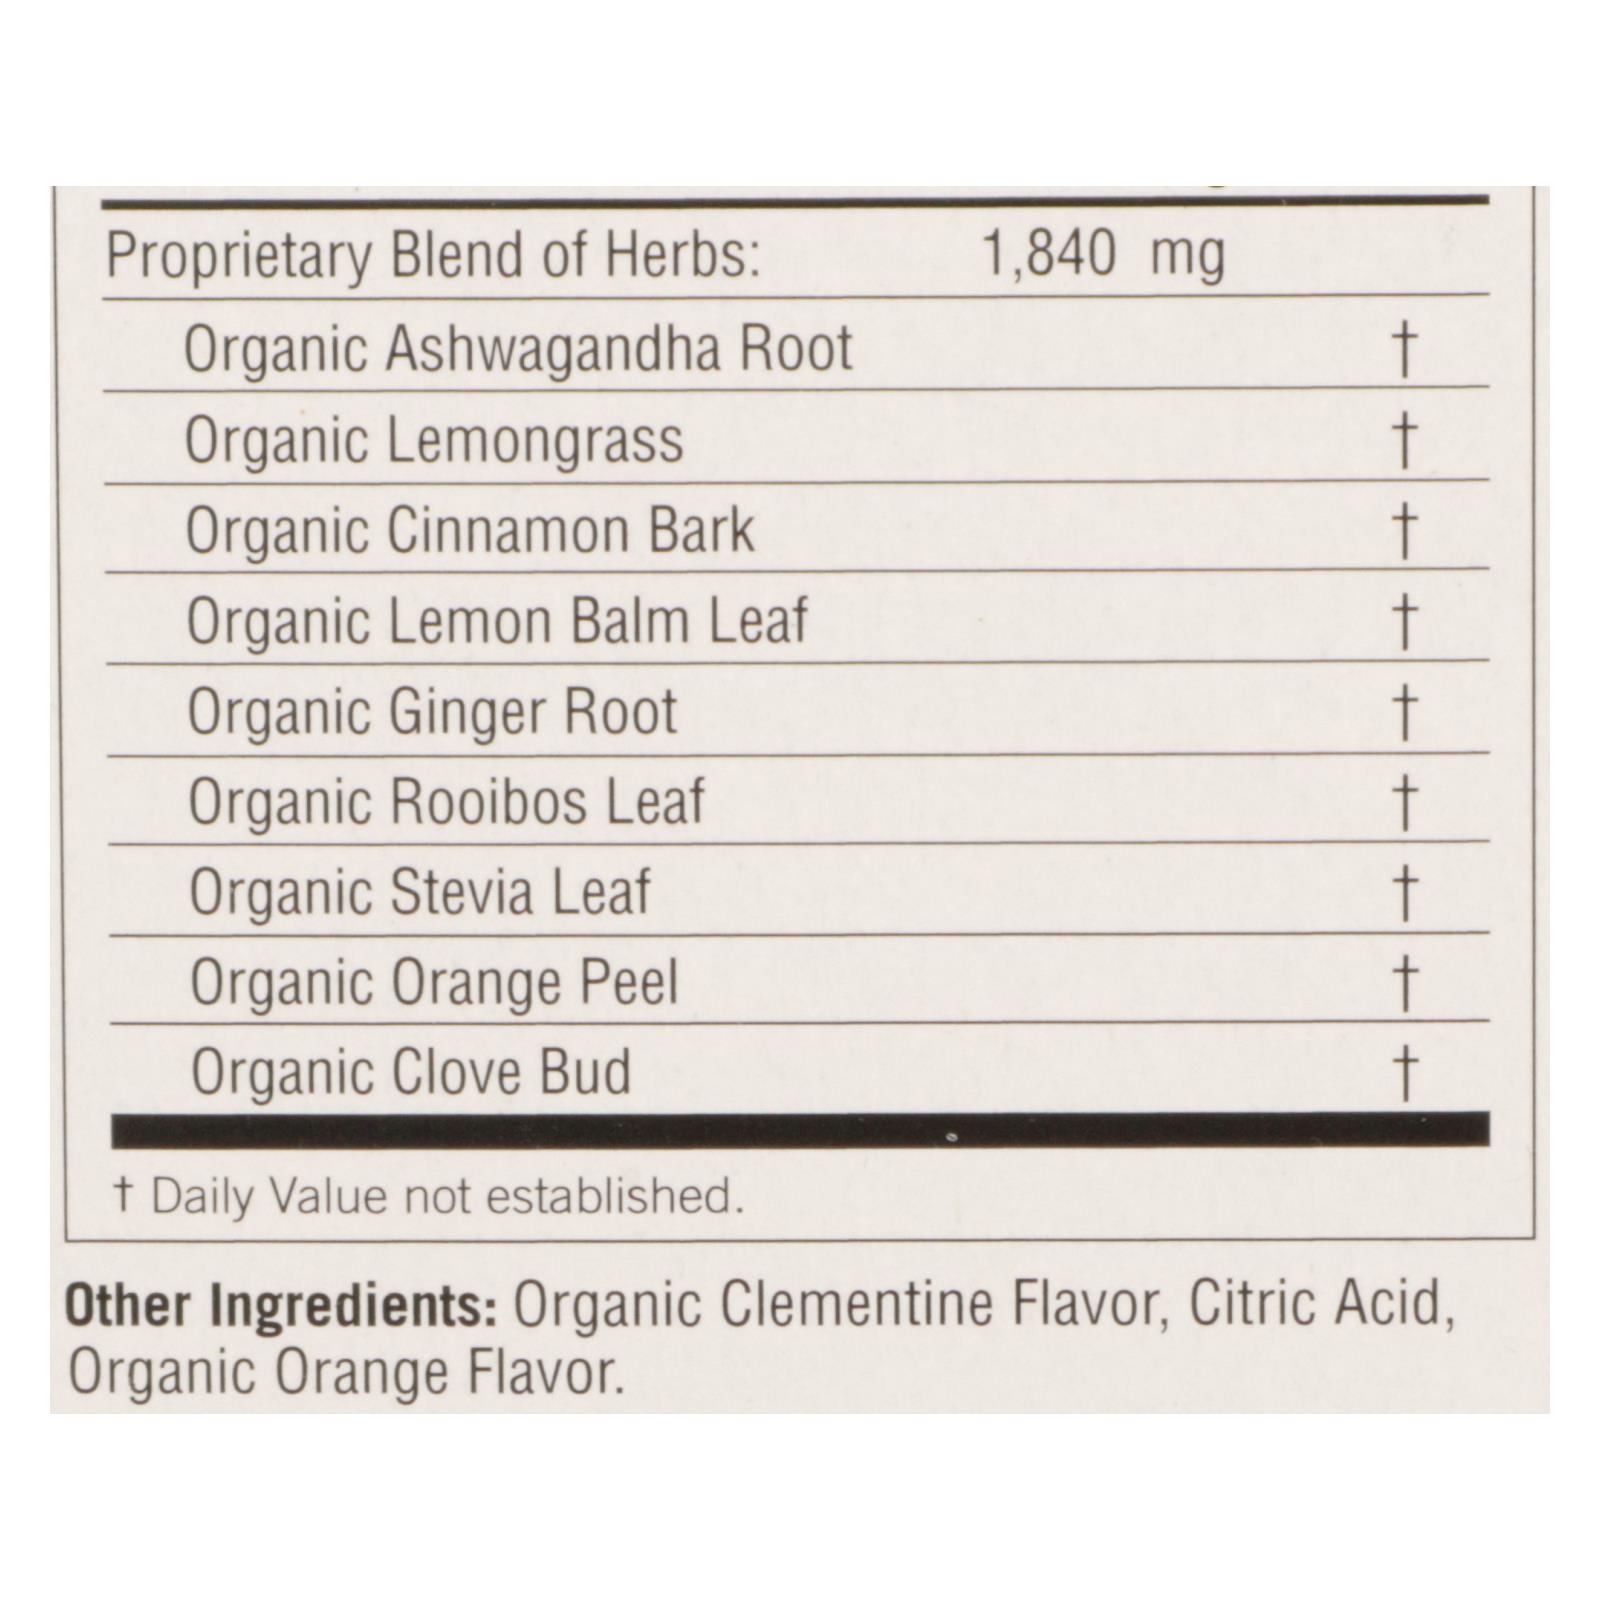 Proprietary Blend of Herbs: 1,840 mg
Organic Ashwagandha Root †
Organic Lemongrass †
Organic Cinnamon Bark †
Organic Lemon Balm Leaf †
Organic Ginger Root †
Organic Rooibos Leaf †
Organic Stevia Leaf †
Organic Orange Peel †
Organic Clove Bud †
† Daily Value not established.
Other Ingredients: Organic Clementine Flavor, Citric Acid,
Organic Orange Flavor.